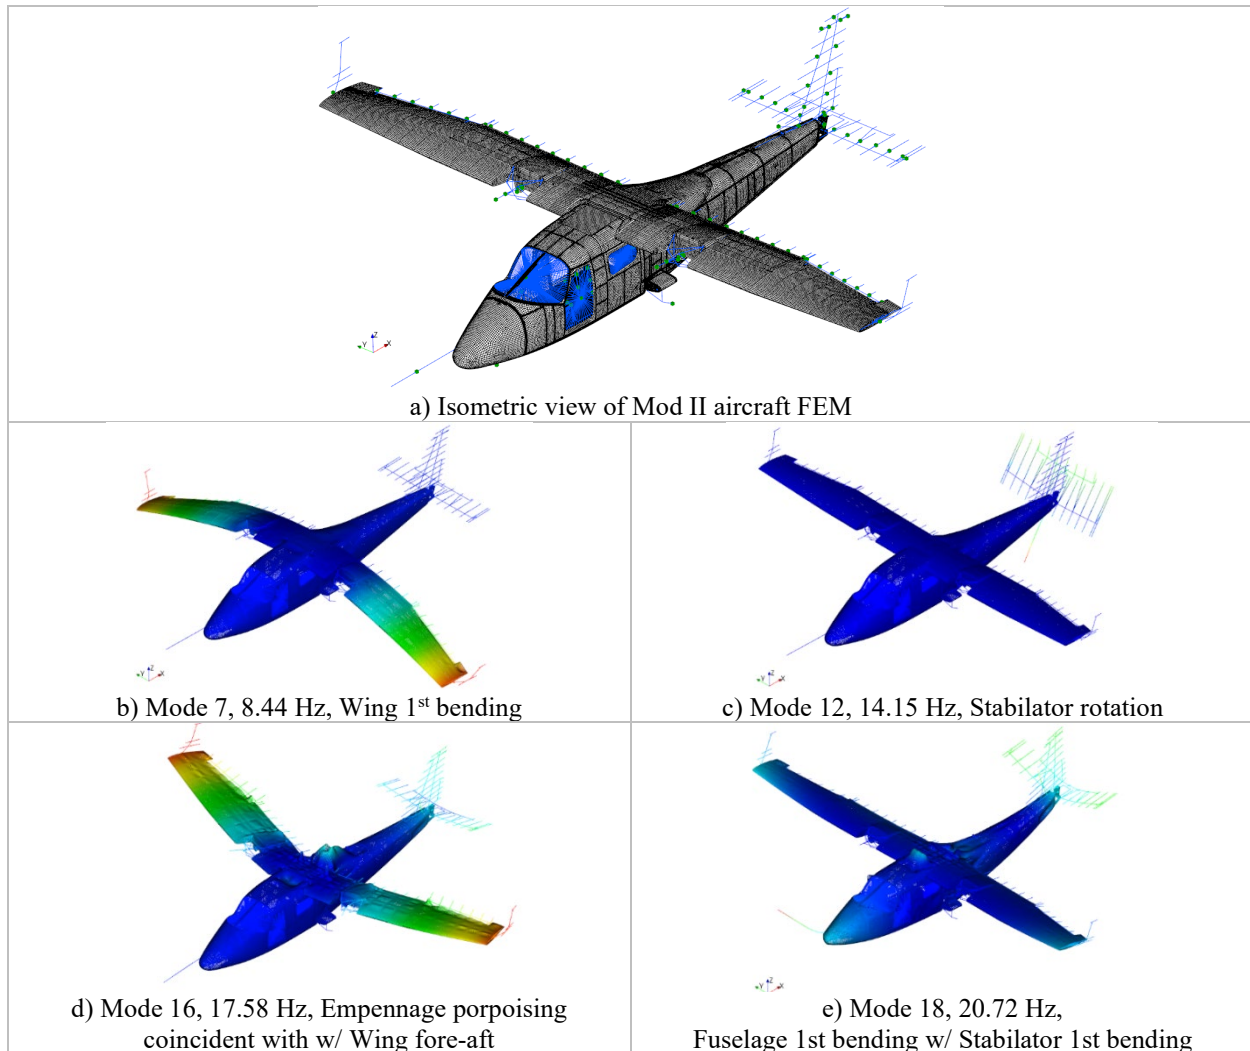 a) Isometric view of Mod II aircraft FEM
b) Mode 7, 8.44 Hz, Wing 1st bending
c) Mode 12, 14.15 Hz, Stabilator rotation
d) Mode 16, 17.58 Hz, Empennage porpoising
coincident with w/ Wing fore-aft
e) Mode 18, 20.72 Hz,
Fuselage 1st bending w/ Stabilator 1st bending